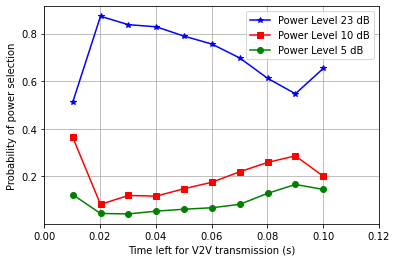 Power Level 23 dB
Power Level 10 dB
Power Level 5 dB
Probability of power selection
0.8
0.6
0.4
0.2
0.00 0.02 0.04 0.06 0.08 0.10 0.12
Time left for V2V transmission (s)